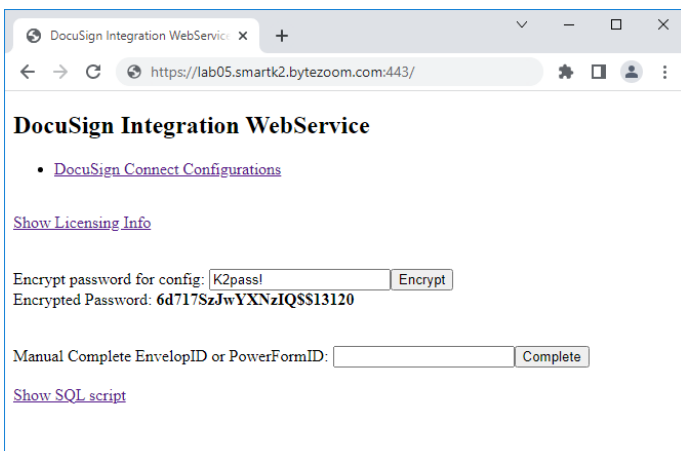 DocuSign Integration WebService
https://lab05.smartk2.bytezoom.com:443/
DocuSign Integration WebService
DocuSign Connect Configurations
Show Licensing Info
Encrypt password for config: K2pass! Encrypt
Encrypted Password: 6d717SzJwYXNzIQ$$13120
Manual Complete EnvelopID or PowerFormID: Complete
Show SQL script